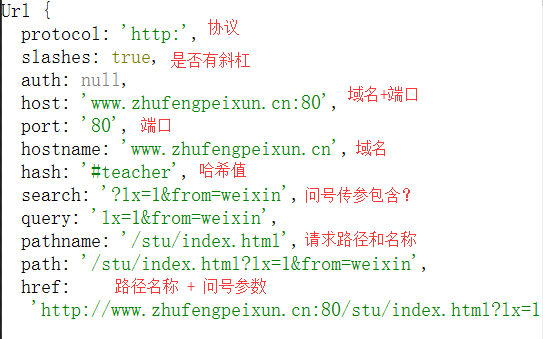 Url {
protocol: 'http:', 协议
slashes: true, 是否有斜杠
auth: null,
host: 'www.zhufengpeixun.cn:80', 域名+端口
port: '80', 端口
hostname: 'www.zhufengpeixun.cn', 域名
hash: '#teacher', 哈希值
search: '?lx=1&from=weixin', 问号传参包含?
query: 'lx=1&from=weixin',
pathname: '/stu/index.html', 请求路径和名称
path: '/stu/index.html?lx=1&from=weixin',
href: 路径名称 + 问号参数
'http://www.zhufengpeixun.cn:80/stu/index.html?lx=1